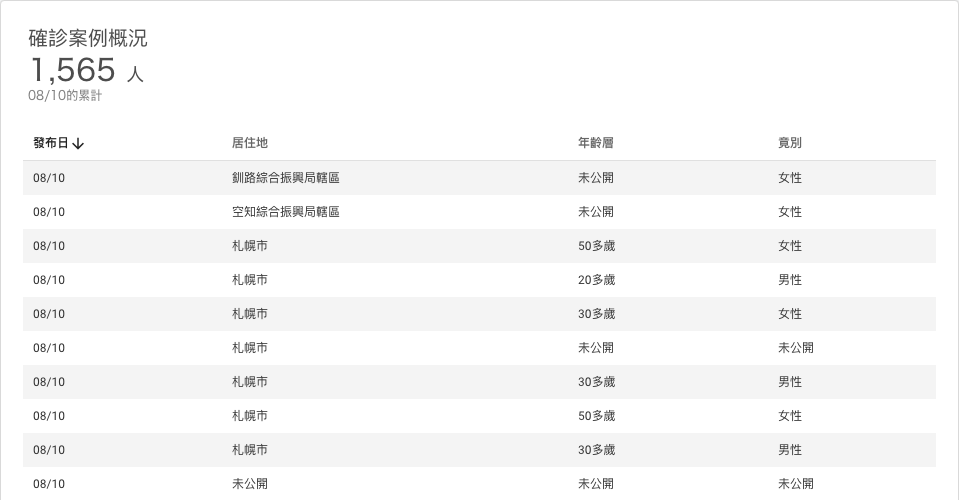 確診案例概況
1,565 人
08/10的累計
發布日↓ 居住地 年齡層 竟別
08/10 釧路綜合振興局轄區 未公開 女性
08/10 空知綜合振興局轄區 未公開 女性
08/10 札幌市 50多歲 女性
08/10 札幌市 20多歲 男性
08/10 札幌市 30多歲 女性
08/10 札幌市 未公開 未公開
08/10 札幌市 30多歲 男性
08/10 札幌市 50多歲 女性
08/10 札幌市 30多歲 男性
08/10 未公開 未公開 未公開